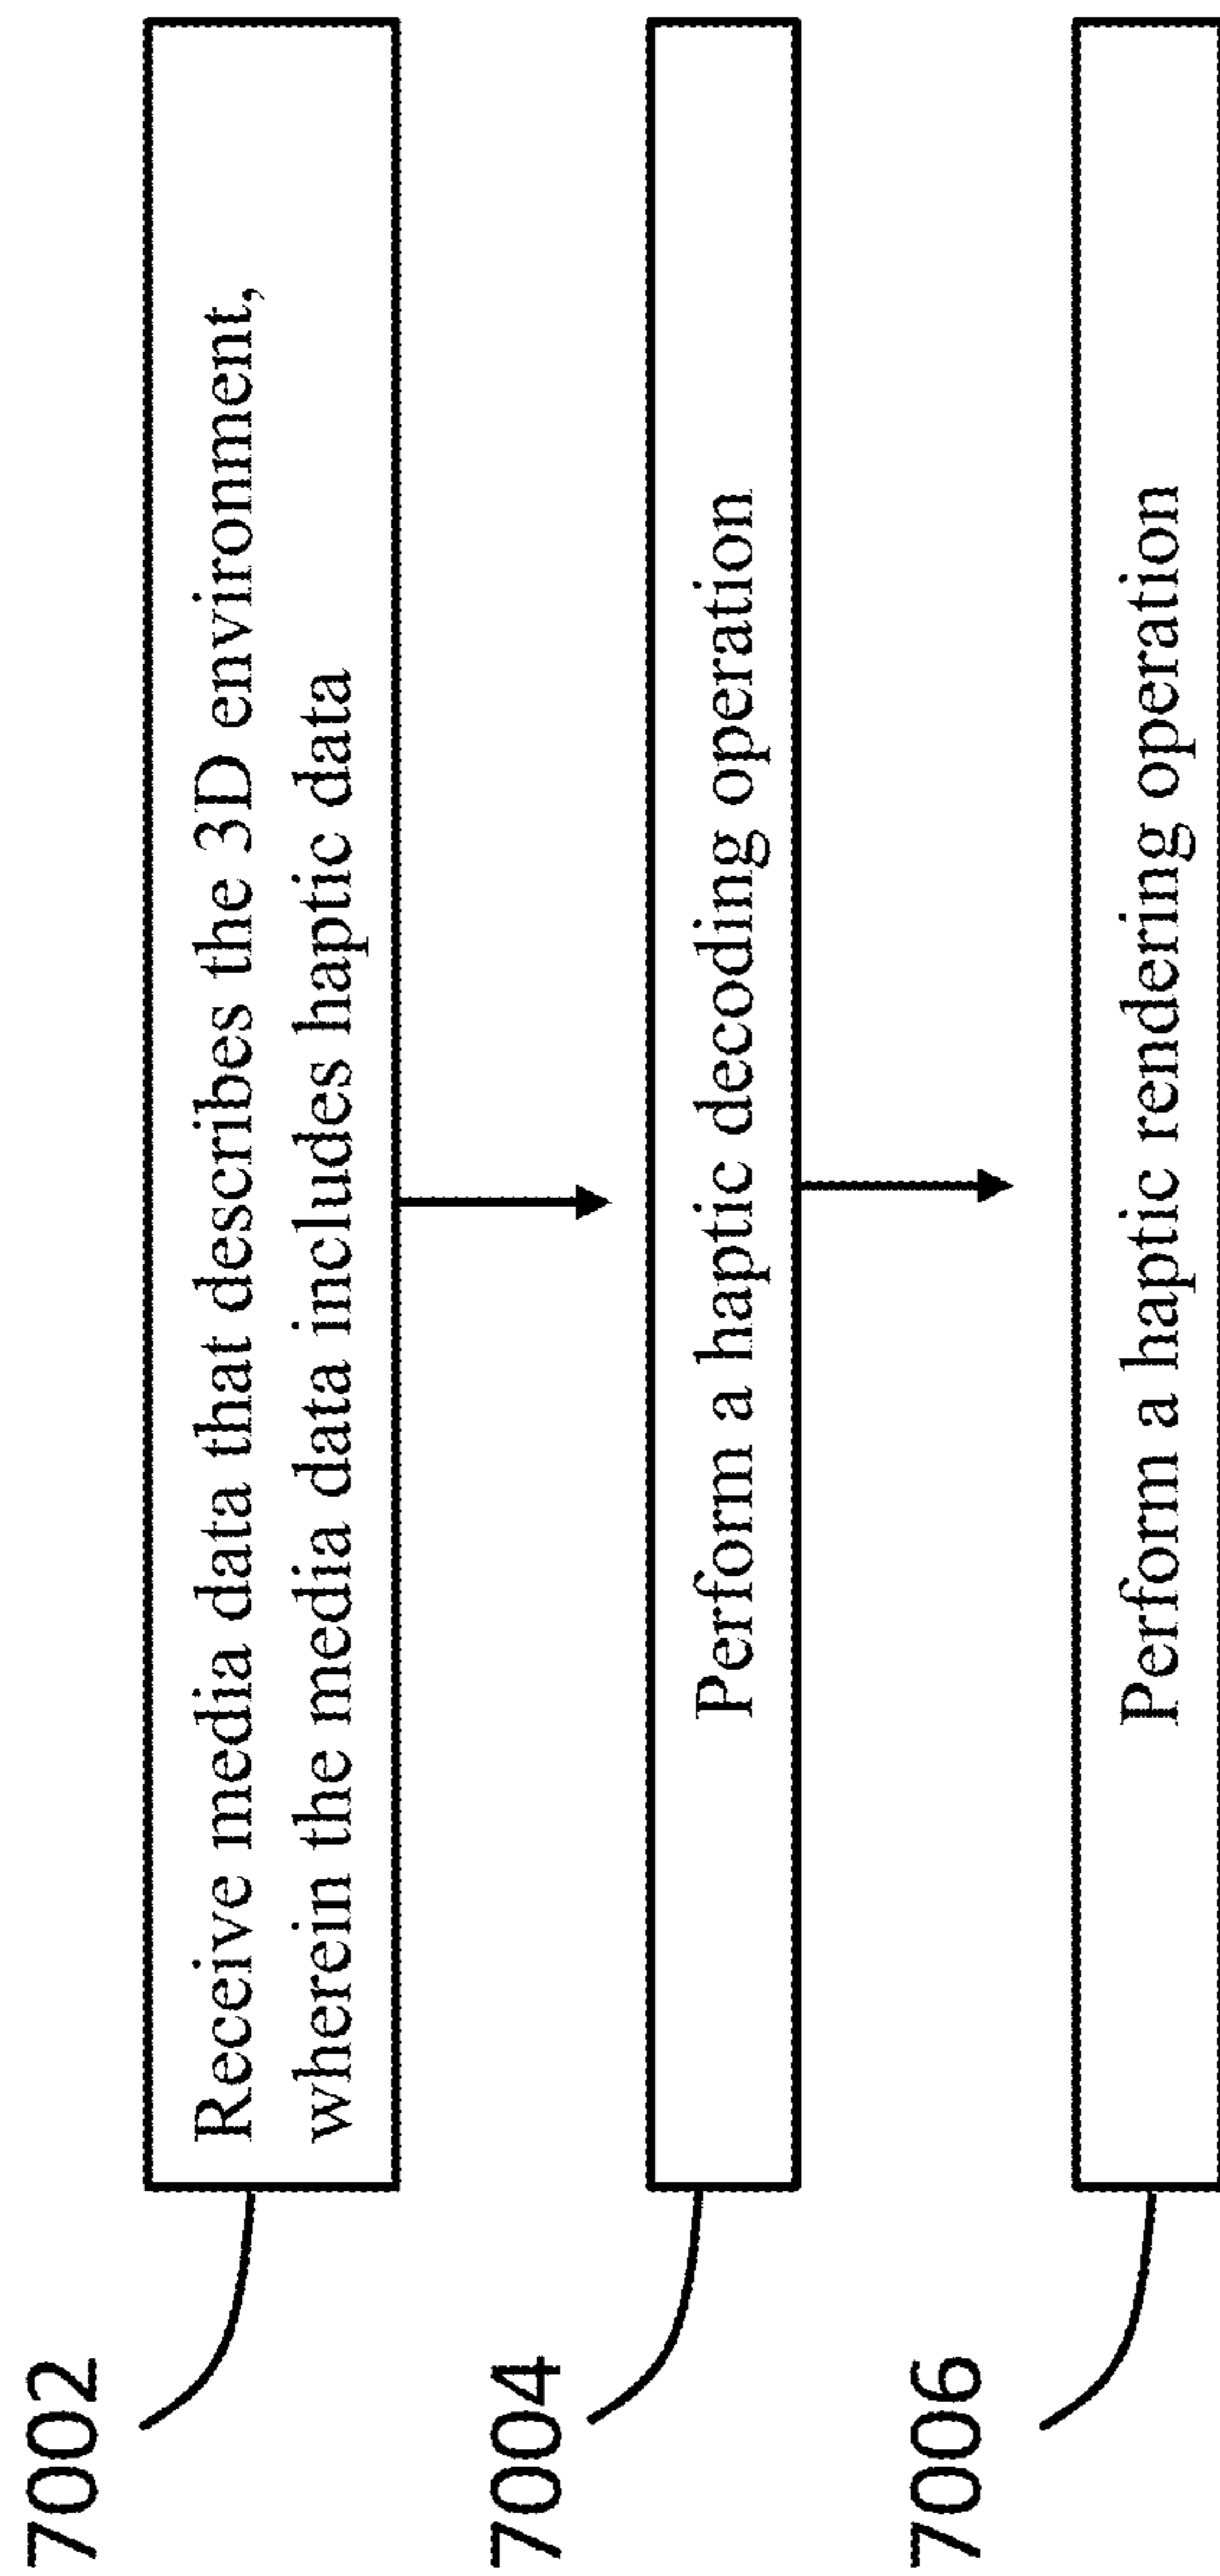 7002
Receive media data that describes the 3D environment,
wherein the media data includes haptic data
7004
Perform a haptic decoding operation
7006
Perform a haptic rendering operation